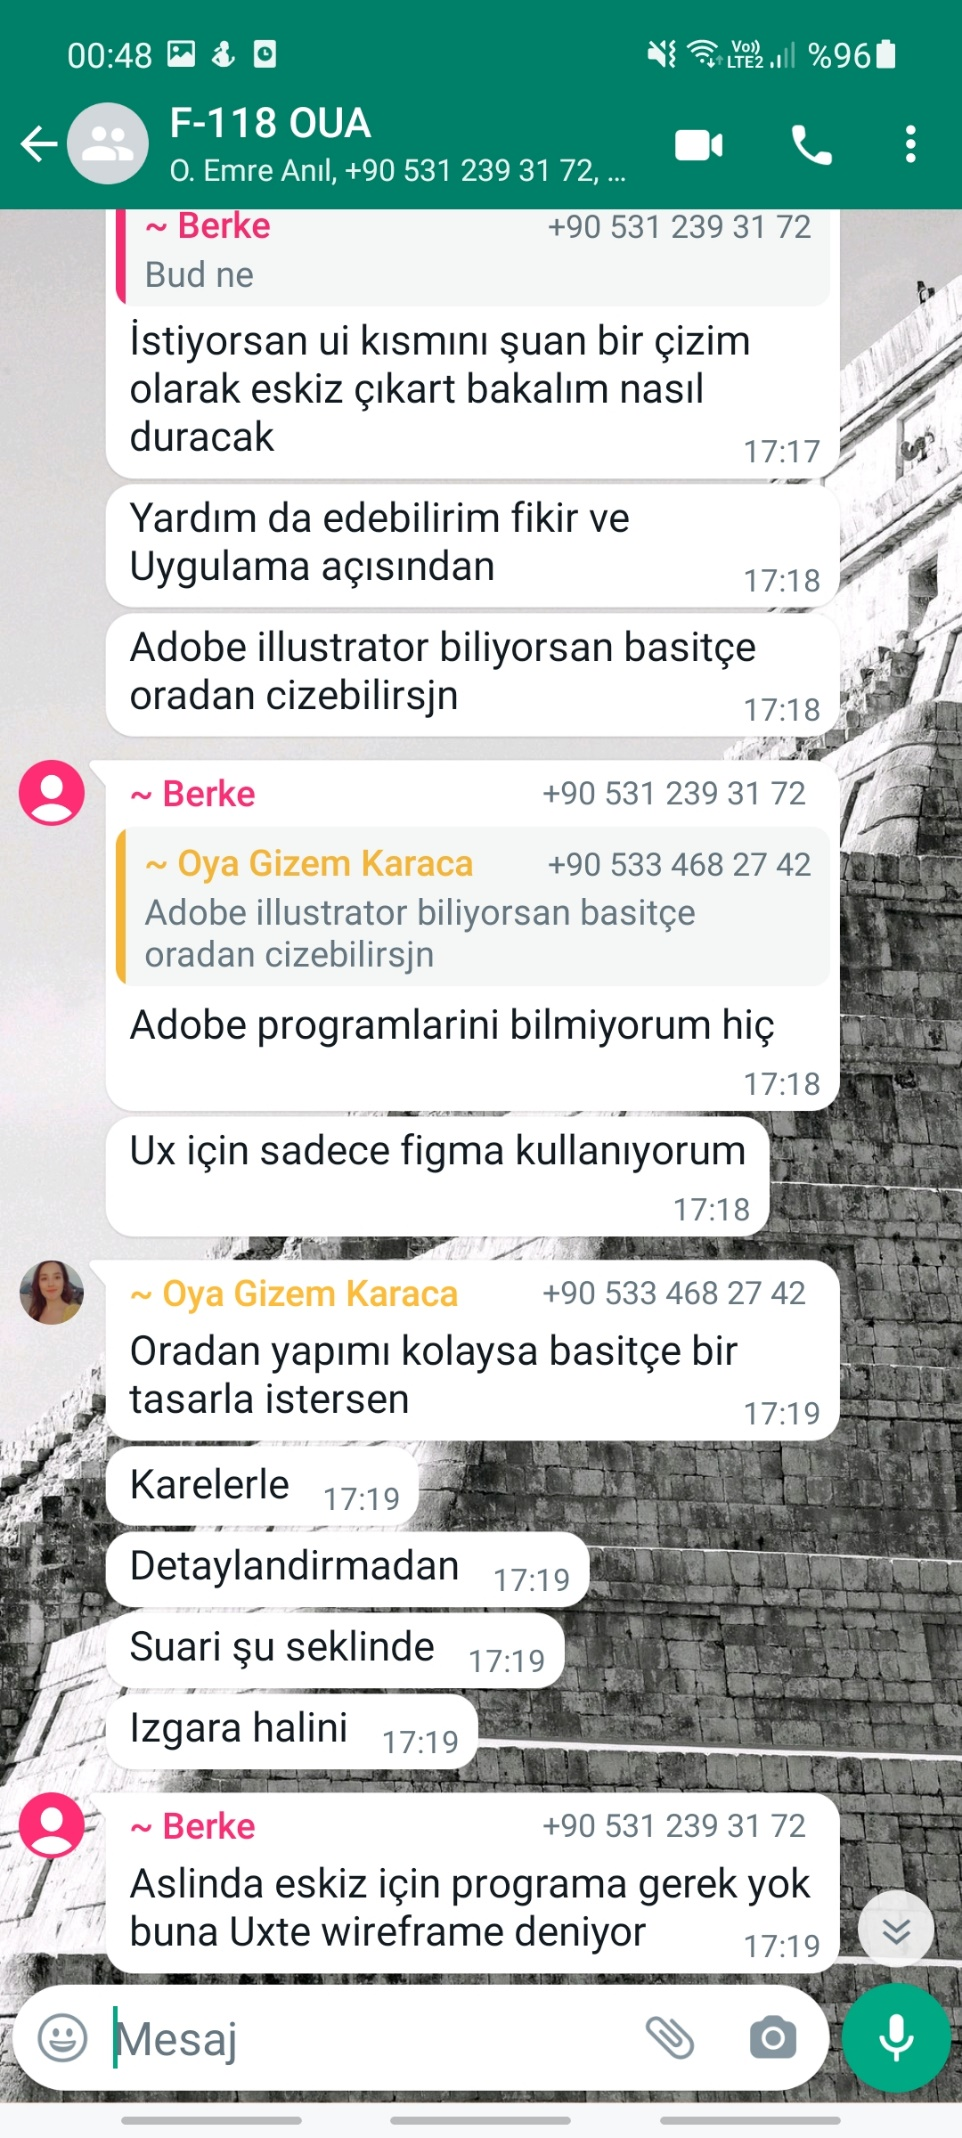 00:48
Vo)) LTE2 %96
F-118 OUA
O. Emre Anıl, +90 531 239 31 72, ...
~ Berke +90 531 239 31 72
Bud ne
İstiyorsan ui kısmını şuan bir çizim
olarak eskiz çıkart bakalım nasıl
duracak
17:17
Yardım da edebilirim fikir ve
Uygulama açısından
17:18
Adobe illustrator biliyorsan basitçe
oradan cizebilirsjn
17:18
~ Berke +90 531 239 31 72
~ Oya Gizem Karaca +90 533 468 27 42
Adobe illustrator biliyorsan basitçe
oradan cizebilirsjn
Adobe programlarini bilmiyorum hiç
17:18
Ux için sadece figma kullanıyorum
17:18
~ Oya Gizem Karaca +90 533 468 27 42
Oradan yapımı kolaysa basitçe bir
tasarla istersen
17:19
Karelerle 17:19
Detaylandirmadan 17:19
Suari şu seklinde 17:19
Izgara halini 17:19
~ Berke +90 531 239 31 72
Aslinda eskiz için programa gerek yok
buna Uxte wireframe deniyor
17:19
Mesaj